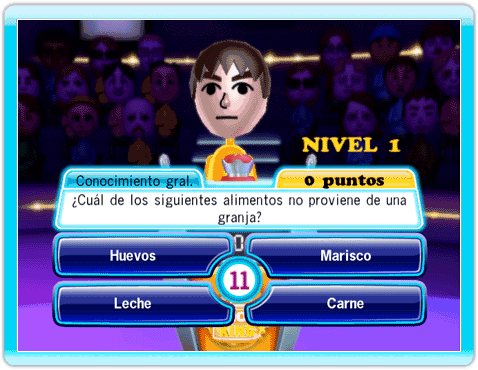 NIVEL 1
Conocimiento gral.
0 puntos
¿Cuál de los siguientes alimentos no proviene de una
granja?
Huevos
Marisco
11
Leche
Carne